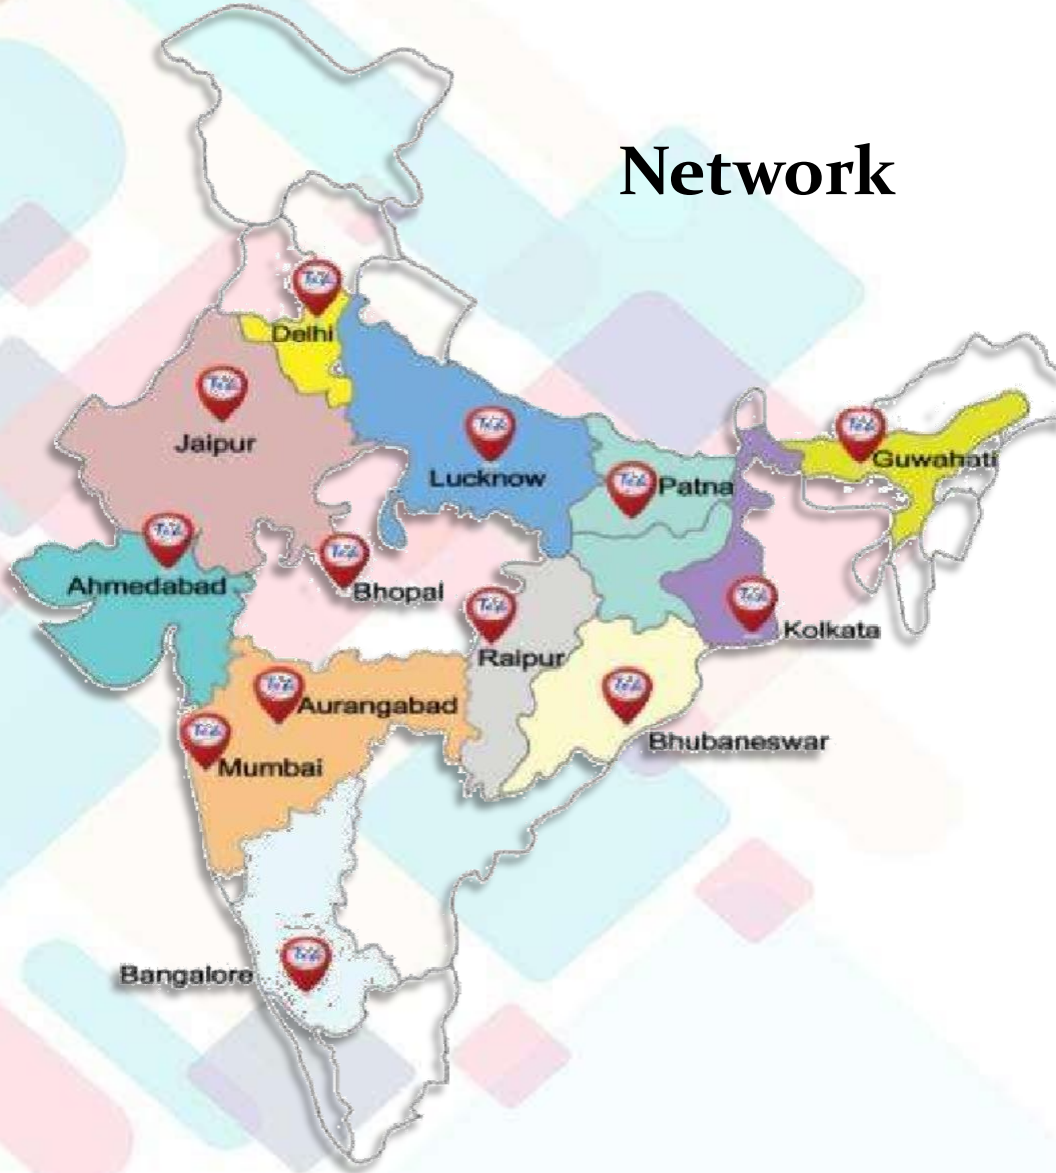 Network
Delhi
Jaipur
Lucknow
Guwahati
Patna
Ahmedabad
Bhopal
Kolkata
Raipur
Aurangabad
Bhubaneswar
Mumbai
Bangalore